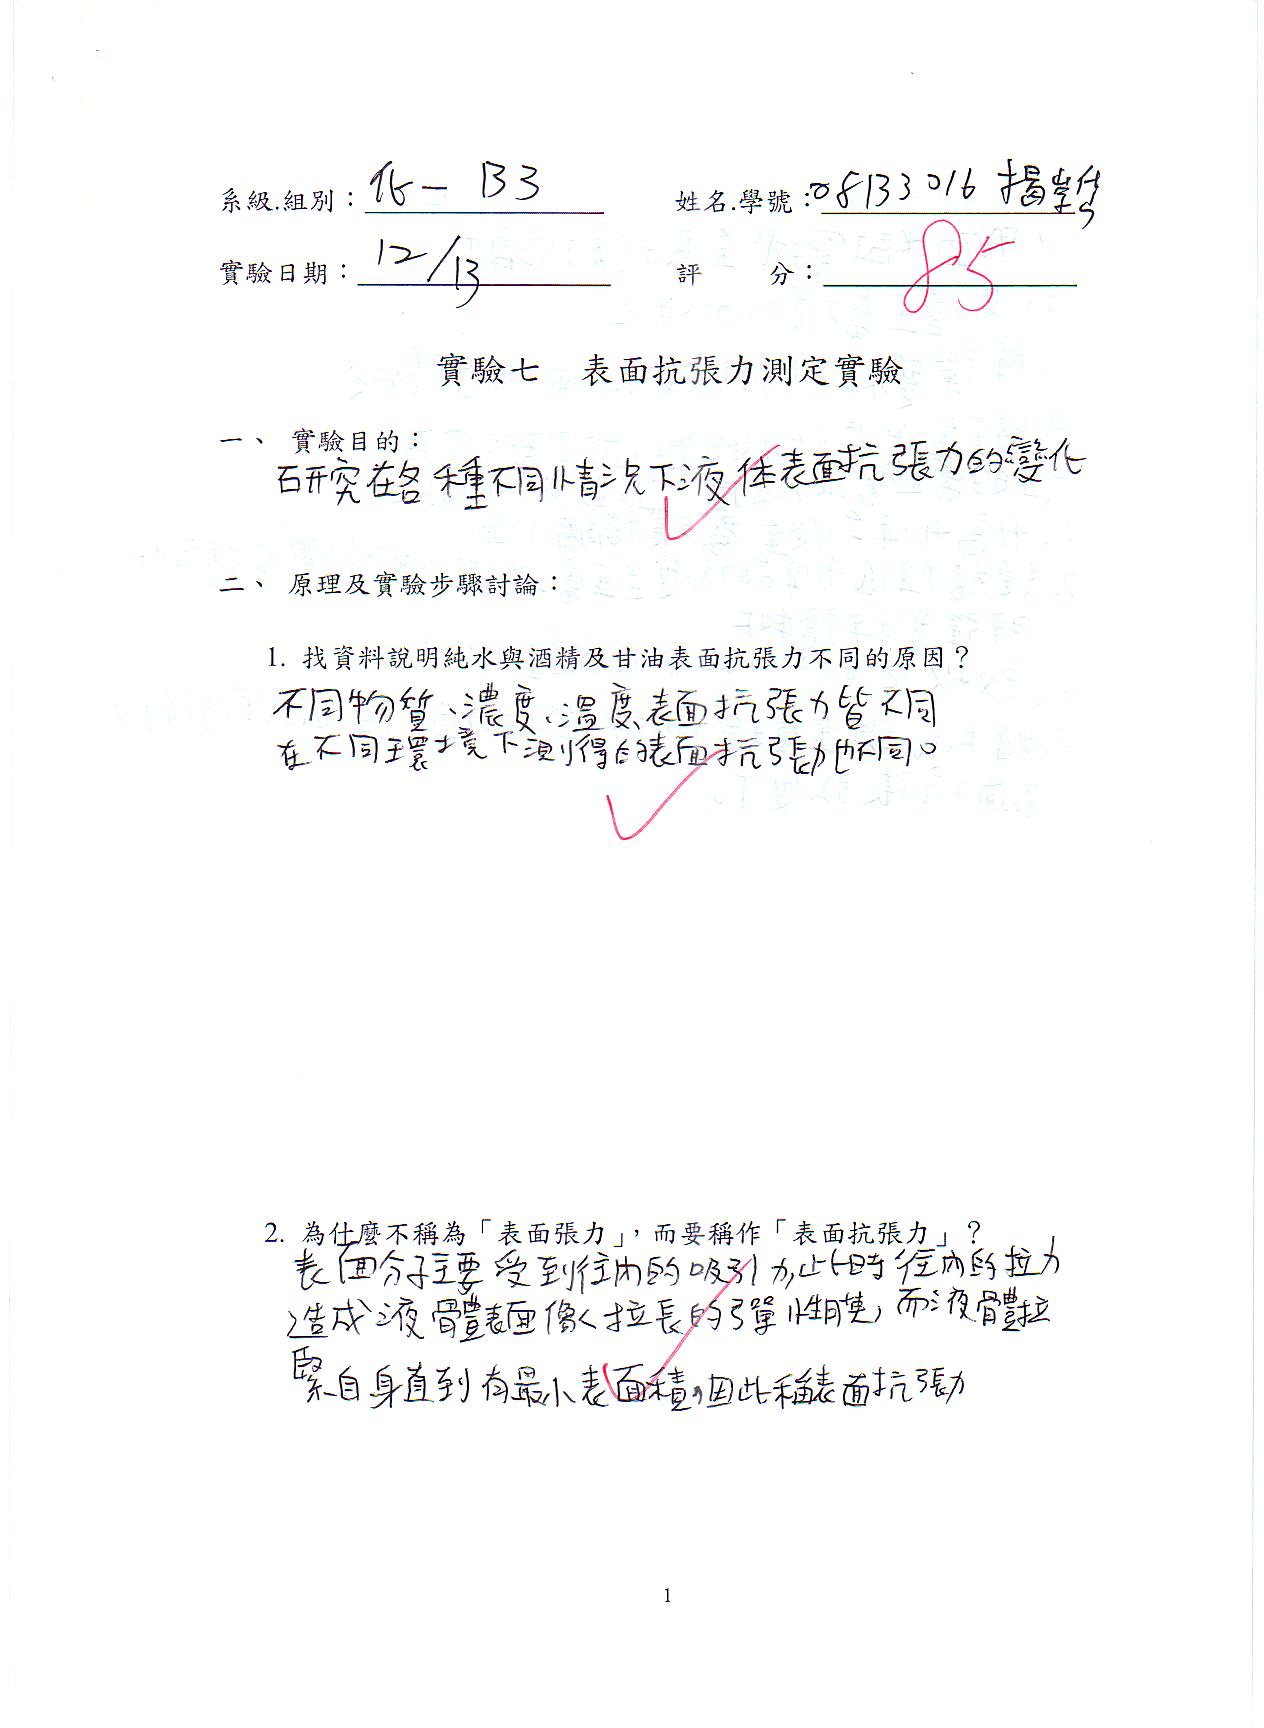 系級.組別：化一 B3 姓名.學號：08133016 楊
實驗日期：12/13 評 分：85
實驗七 表面抗張力測定實驗
一、 實驗目的：
研究在各種不同情況下液体表面抗張力的變化
二、 原理及實驗步驟討論：
1. 找資料說明純水與酒精及甘油表面抗張力不同的原因？
不同物質、濃度、溫度、表面抗張力皆不同
在不同環境下測得的表面抗張力也不同。
2. 為什麼不稱為「表面張力」，而要稱作「表面抗張力」？
表面分子主要受到往內的吸引力，此時往內的拉力
造成液體表面像拉長的彈性膜，而液體拉
緊自身直到有最小表面積，因此稱表面抗張力
1